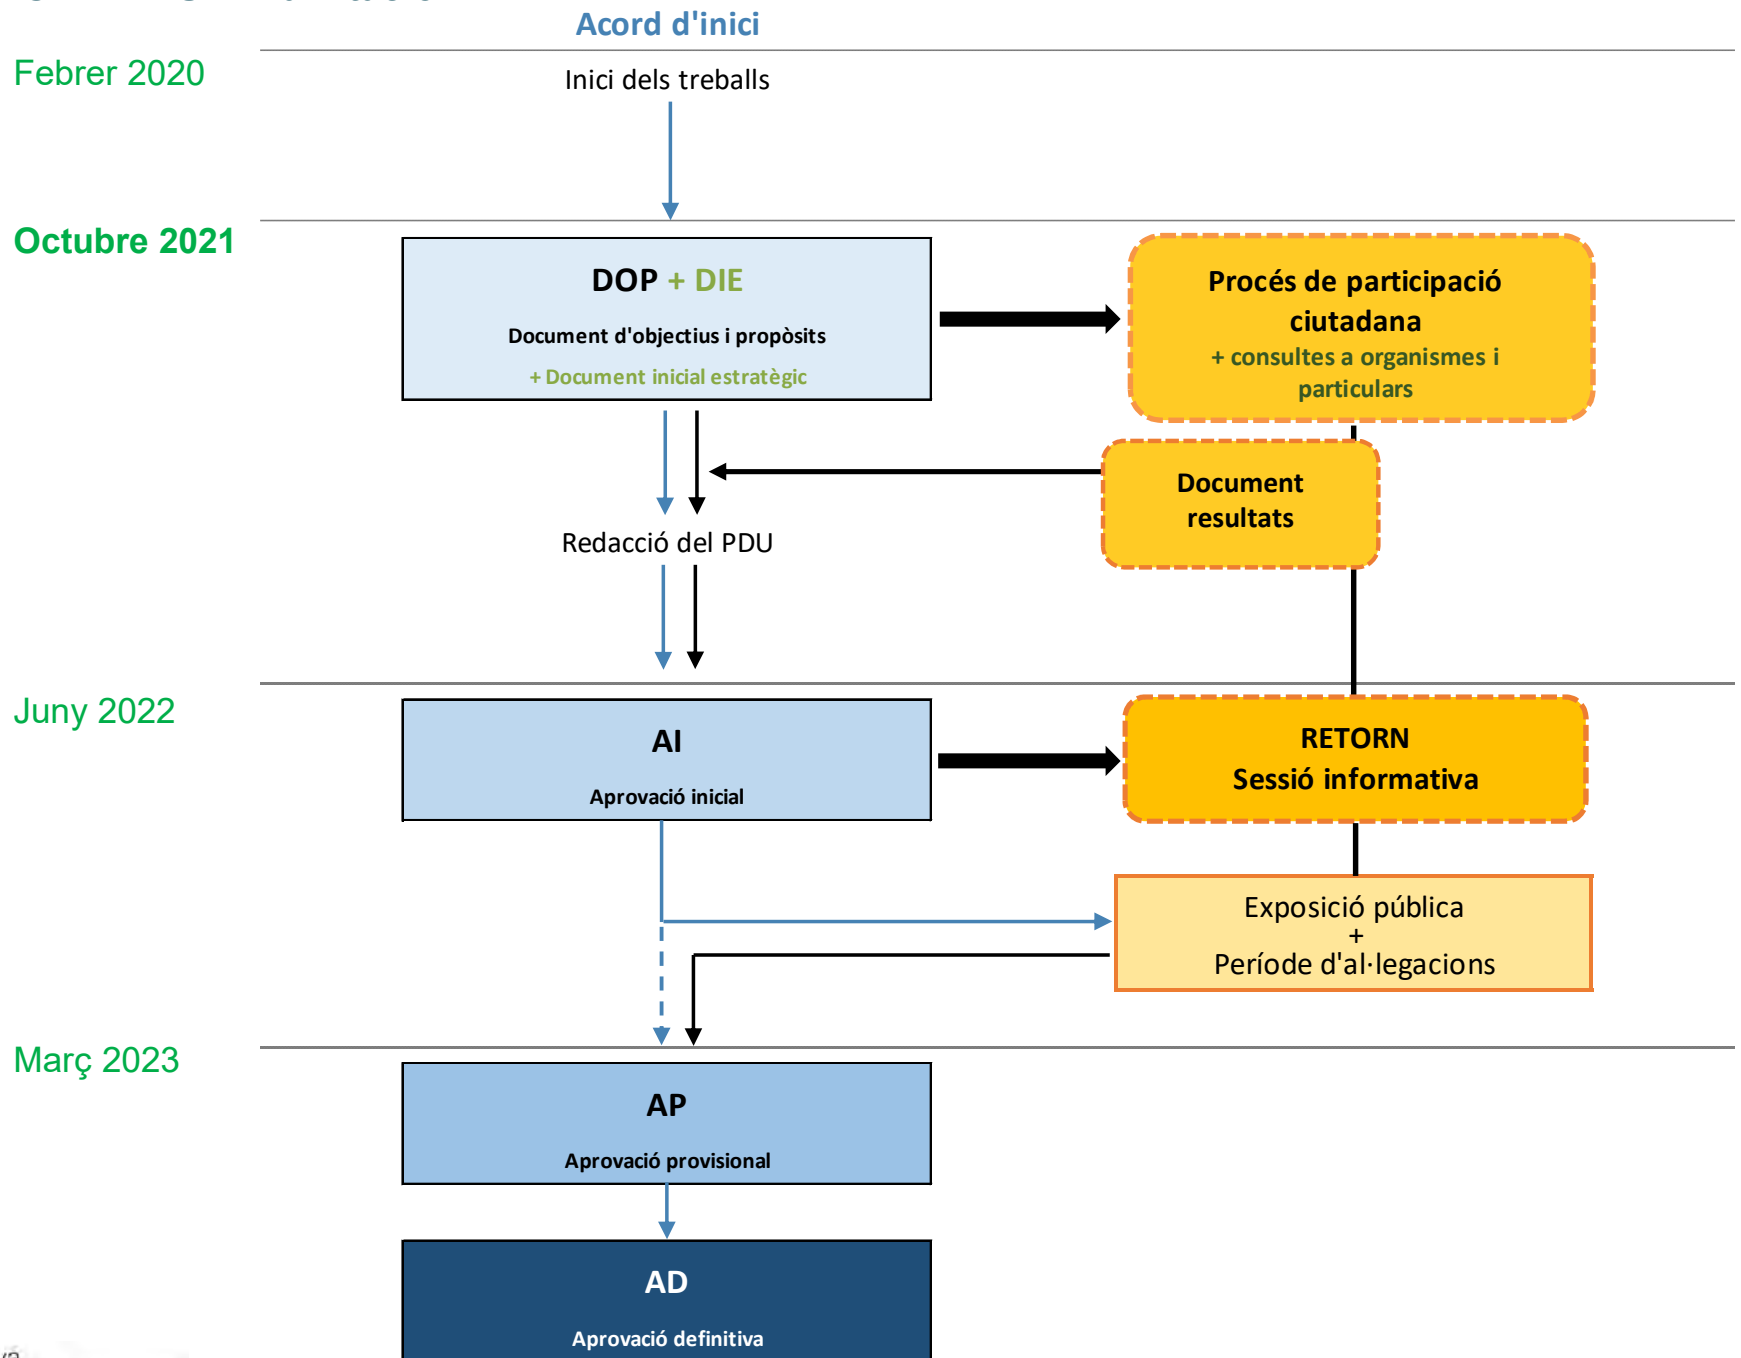 Acord d'inici
Febrer 2020
Inici dels treballs
Octubre 2021
DOP + DIE
Document d'objectius i propòsits
+ Document inicial estratègic
Procés de participació
ciutadana
+ consultes a organismes i
particulars
Document
resultats
Redacció del PDU
Juny 2022
AI
Aprovació inicial
RETORN
Sessió informativa
Exposició pública
+
Període d'al·legacions
Març 2023
AP
Aprovació provisional
AD
Aprovació definitiva